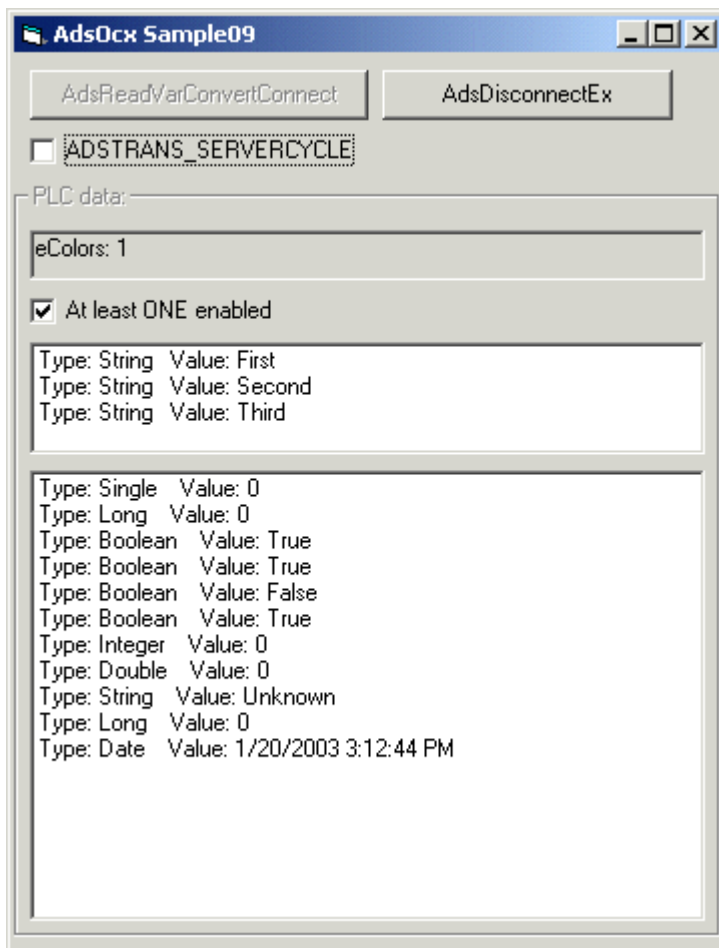 AdsOcx Sample09
AdsReadVarConvertConnect AdsDisconnectEx
ADSTRANS_SERVERCYCLE
PLC data:
eColors: 1
At least ONE enabled
Type: String Value: First
Type: String Value: Second
Type: String Value: Third
Type: Single Value: 0
Type: Long Value: 0
Type: Boolean Value: True
Type: Boolean Value: True
Type: Boolean Value: False
Type: Boolean Value: True
Type: Integer Value: 0
Type: Double Value: 0
Type: String Value: Unknown
Type: Long Value: 0
Type: Date Value: 1/20/2003 3:12:44 PM